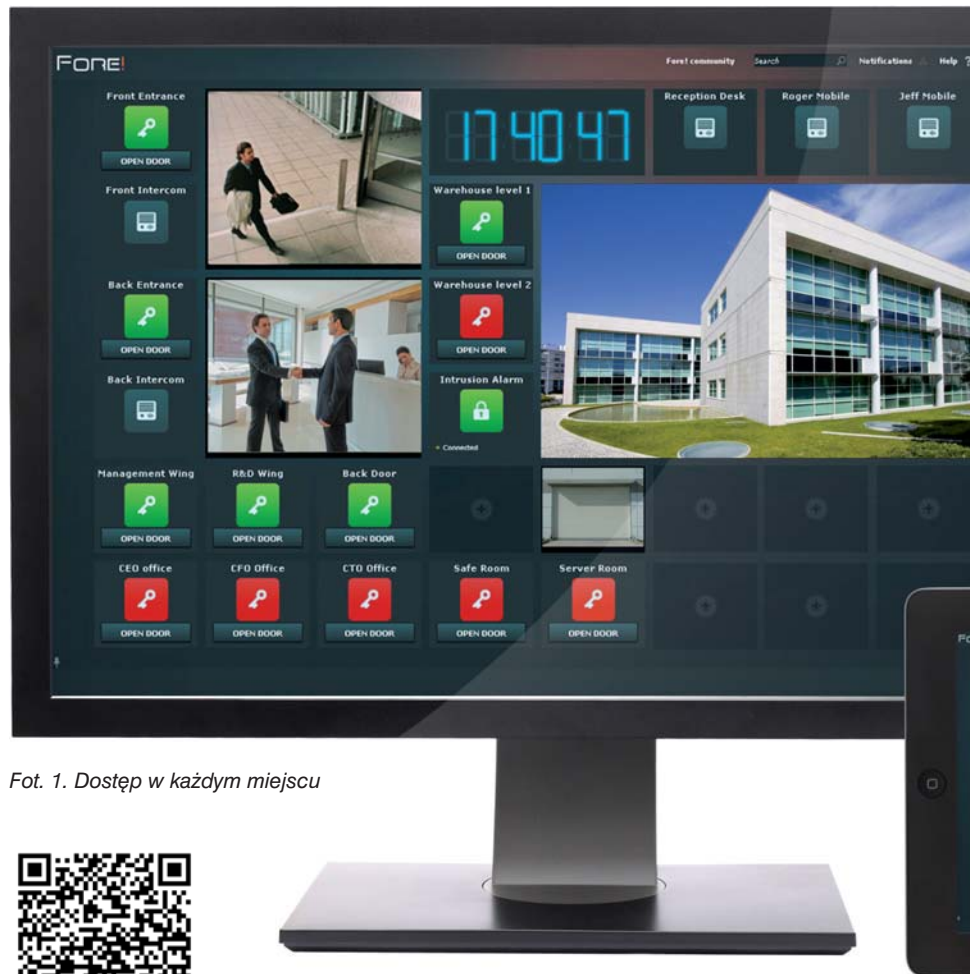 FORE!
Fore! community Search Notifications Help ?
Front Entrance
OPEN DOOR
17 40 47
Reception Desk
Roger Mobile
Jeff Mobile
Front Intercom
Warehouse level 1
OPEN DOOR
Back Entrance
OPEN DOOR
Warehouse level 2
OPEN DOOR
Back Intercom
Intrusion Alarm
Connected
Management Wing
R&D Wing
Back Door
OPEN DOOR
OPEN DOOR
OPEN DOOR
CEO office
CFO Office
CTO Office
Safe Room
Server Room
OPEN DOOR
OPEN DOOR
OPEN DOOR
OPEN DOOR
OPEN DOOR
Fot. 1. Dostęp w każdym miejscu